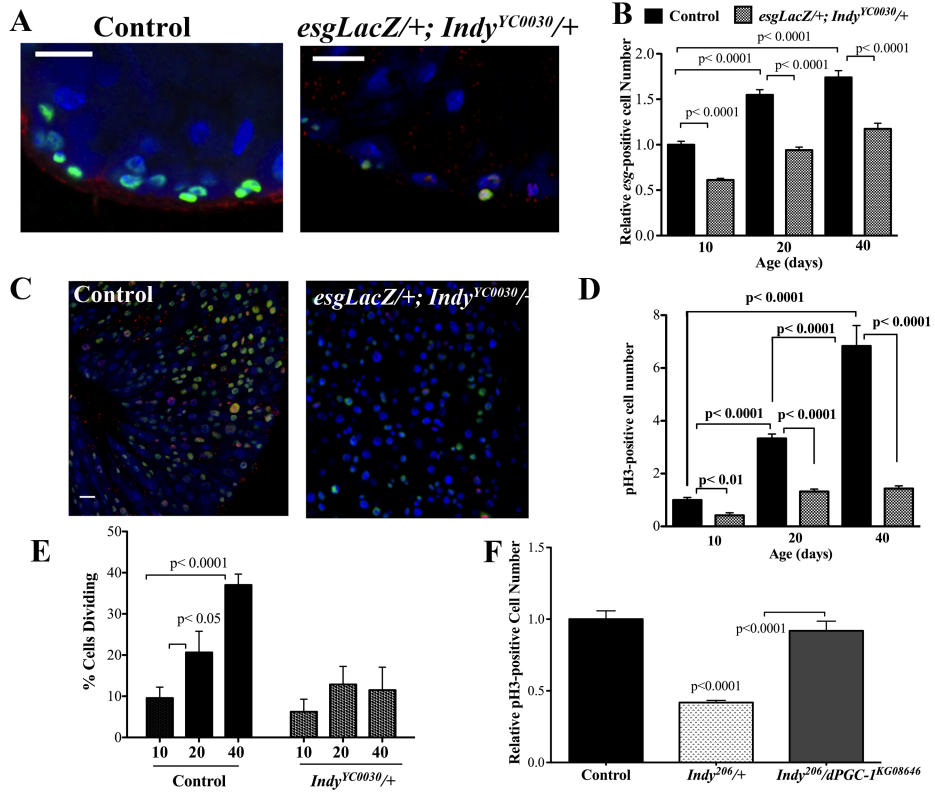 A
Control
esgLacZ/+; Indy^YC0030/+
B
Control
esgLacZ/+; Indy^YC0030/+
Relative esg-positive cell Number
2.0
1.5
1.0
0.5
0.0
p< 0.0001
p< 0.0001
p< 0.0001
p< 0.0001
p< 0.0001
10
20
40
Age (days)
C
Control
esgLacZ/+; Indy^YC0030/
D
pH3-positive cell number
8
6
4
2
0
p< 0.0001
p< 0.0001
p< 0.0001
p< 0.0001
p< 0.0001
p< 0.01
10
20
40
Age (days)
E
% Cells Dividing
50
40
30
20
10
0
p< 0.0001
p< 0.05
10 20 40
10 20 40
Control
Indy^YC0030/+
F
Relative pH3-positive Cell Number
1.5
1.0
0.5
0.0
p<0.0001
p<0.0001
Control
Indy^206/+
Indy^206/dPGC-1^KG08646